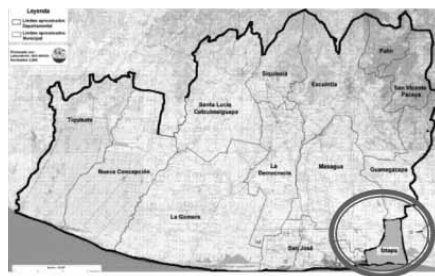 Leyenda
Límites aproximados
Departamental
Límites aproximados
Municipal
Palín
Siquinalá
Escuintla
San Vicente
Pacaya
Santa Lucía
Cotzumalguapa
Tiquisate
Nueva Concepción
La
Democracia
Masagua
Guanagazapa
La Gomera
San José
Iztapa